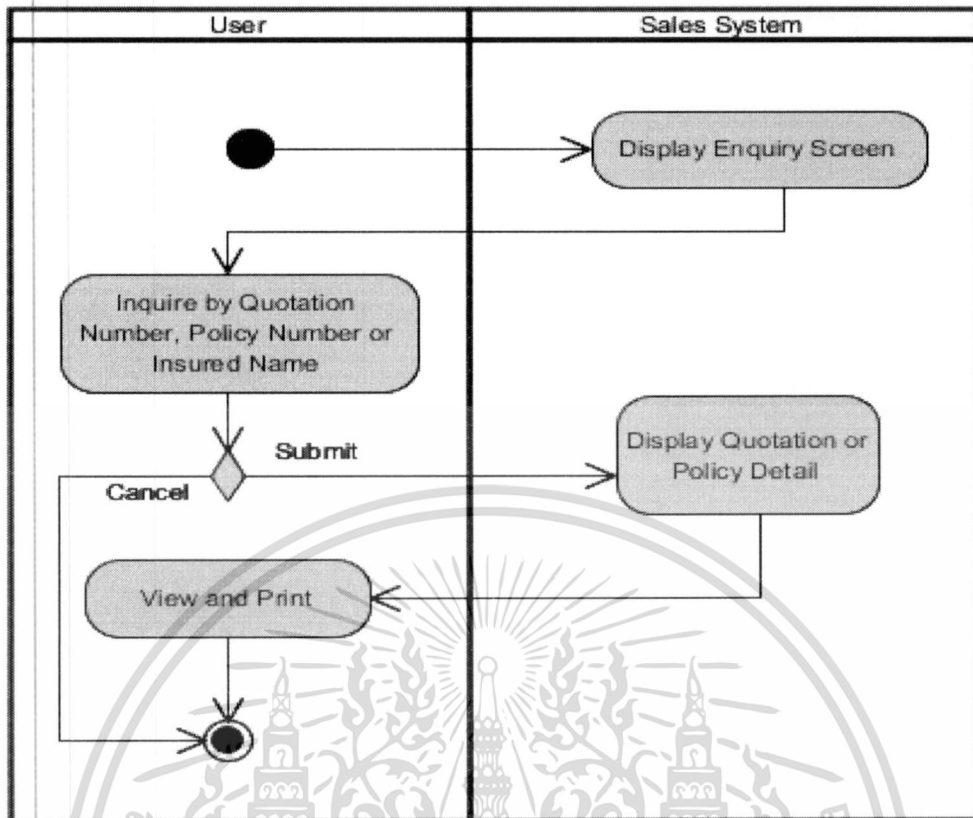 User
Sales System
Display Enquiry Screen
Inquire by Quotation
Number, Policy Number or
Insured Name
Submit
Cancel
Display Quotation or
Policy Detail
View and Print